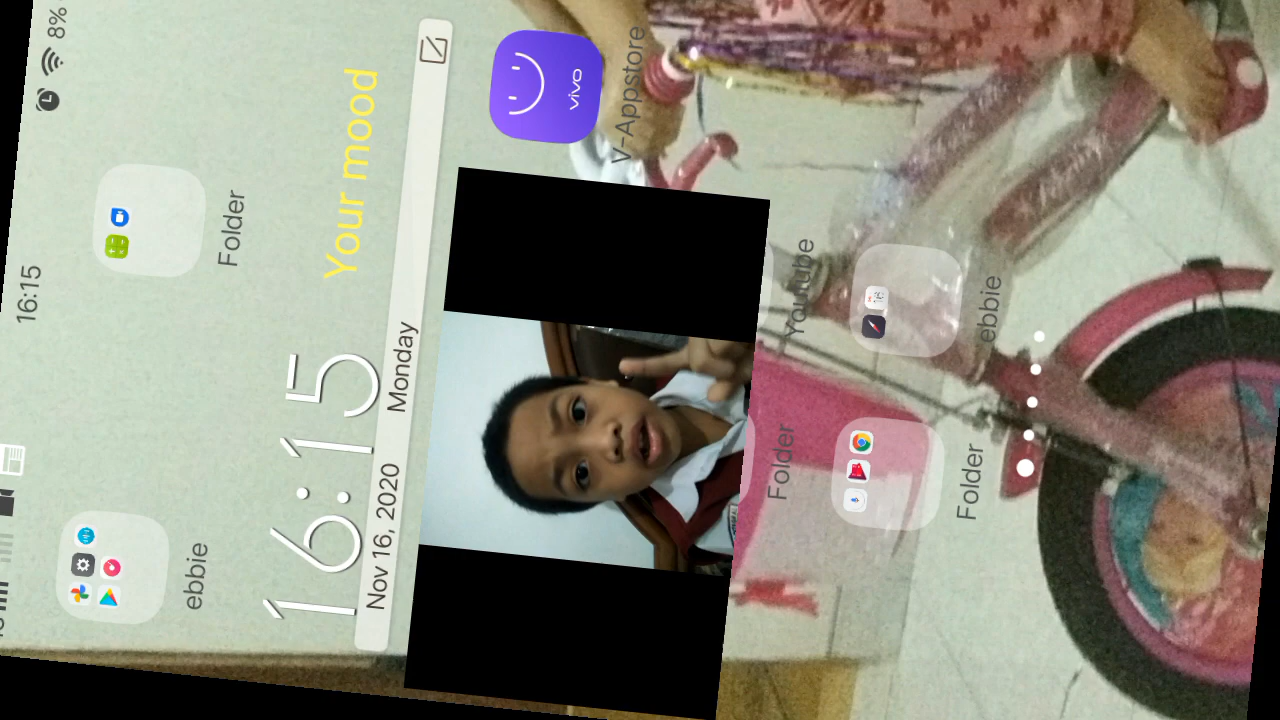 16:15
8%
Folder
ebbie
16:15
Your mood
Nov 16, 2020 Monday
vivo
V-Appstore
Youtube
Folder
ebbie
Folder